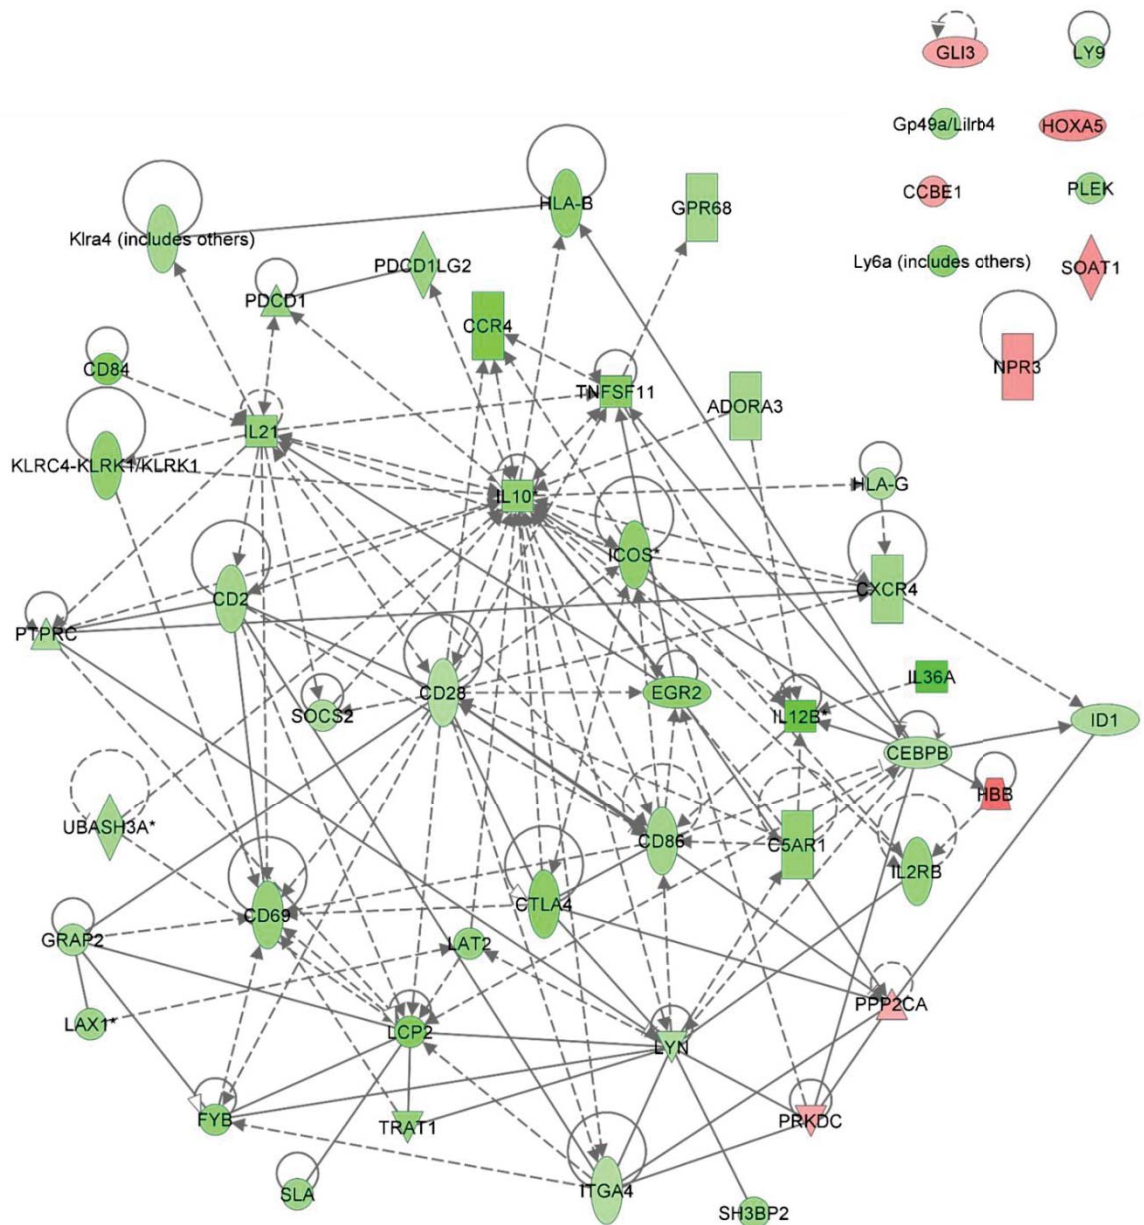 GLI3
LY9
Gp49a/Lilrb4
HOXA5
CCBE1
PLEK
HLA-B
GPR68
Klra4 (includes others)
Ly6a (includes others)
SOAT1
PDCD1LG2
PDCD1
CCR4
NPR3
CD84
TNFSF11
ADORA3
IL21
KLRC4-KLRK1/KLRK1
HLA-G
IL10*
ICOS*
CXCR4
CD2
PTPRC
IL36A
CD28
EGR2
SOCS2
IL12B*
ID1
CEBPB
HBB
UBASH3A*
CD86
C5AR1
IL2RB
CTLA4
CD69
GRAP2
LAT2
PPP2CA
LAX1*
LCP2
LYN
FYB
TRAT1
PRKDC
SLA
ITGA4
SH3BP2